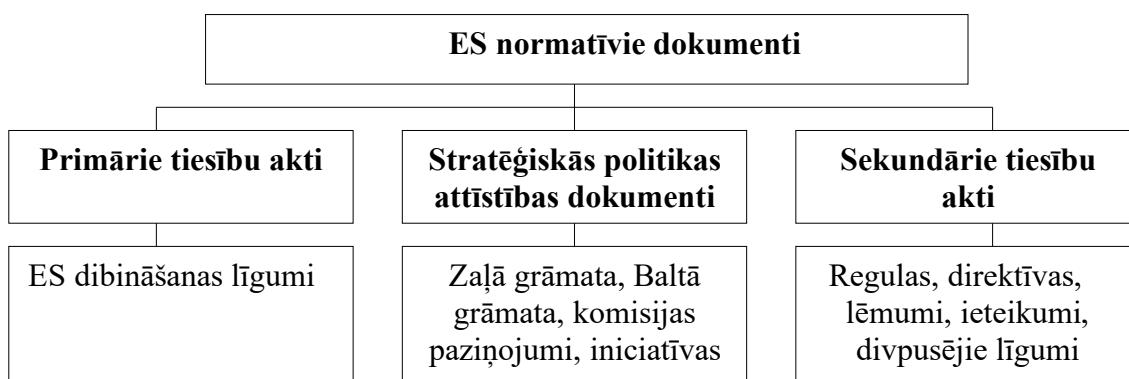 ES normatīvie dokumenti
Primārie tiesību akti
Stratēģiskās politikas
attīstības dokumenti
Sekundārie tiesību
akti
ES dibināšanas līgumi
Zaļā grāmata, Baltā
grāmata, komisijas
paziņojumi, iniciatīvas
Regulas, direktīvas,
lēmumi, ieteikumi,
divpusējie līgumi